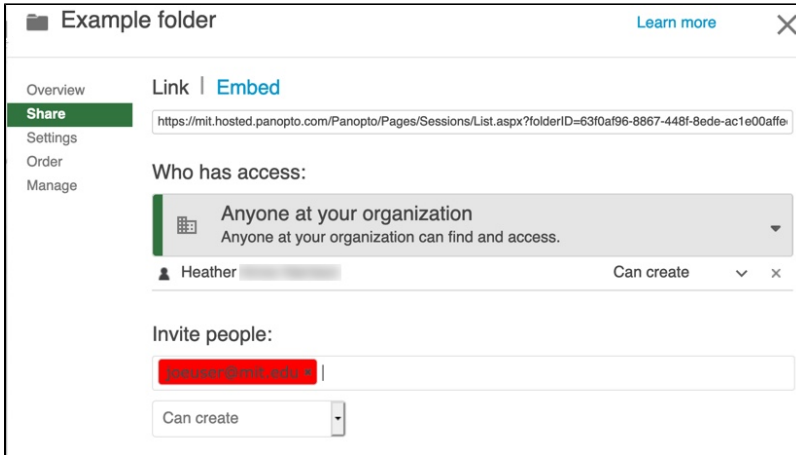 Example folder
Learn more
Overview
Share
Settings
Order
Manage
Link | Embed
https://mit.hosted.panopto.com/Panopto/Pages/Sessions/List.aspx?folderID=63f0af96-8867-448f-8ede-ac1e00affe
Who has access:
Anyone at your organization
Anyone at your organization can find and access.
Heather
Can create
Invite people:
joeuser@mit.edu
Can create